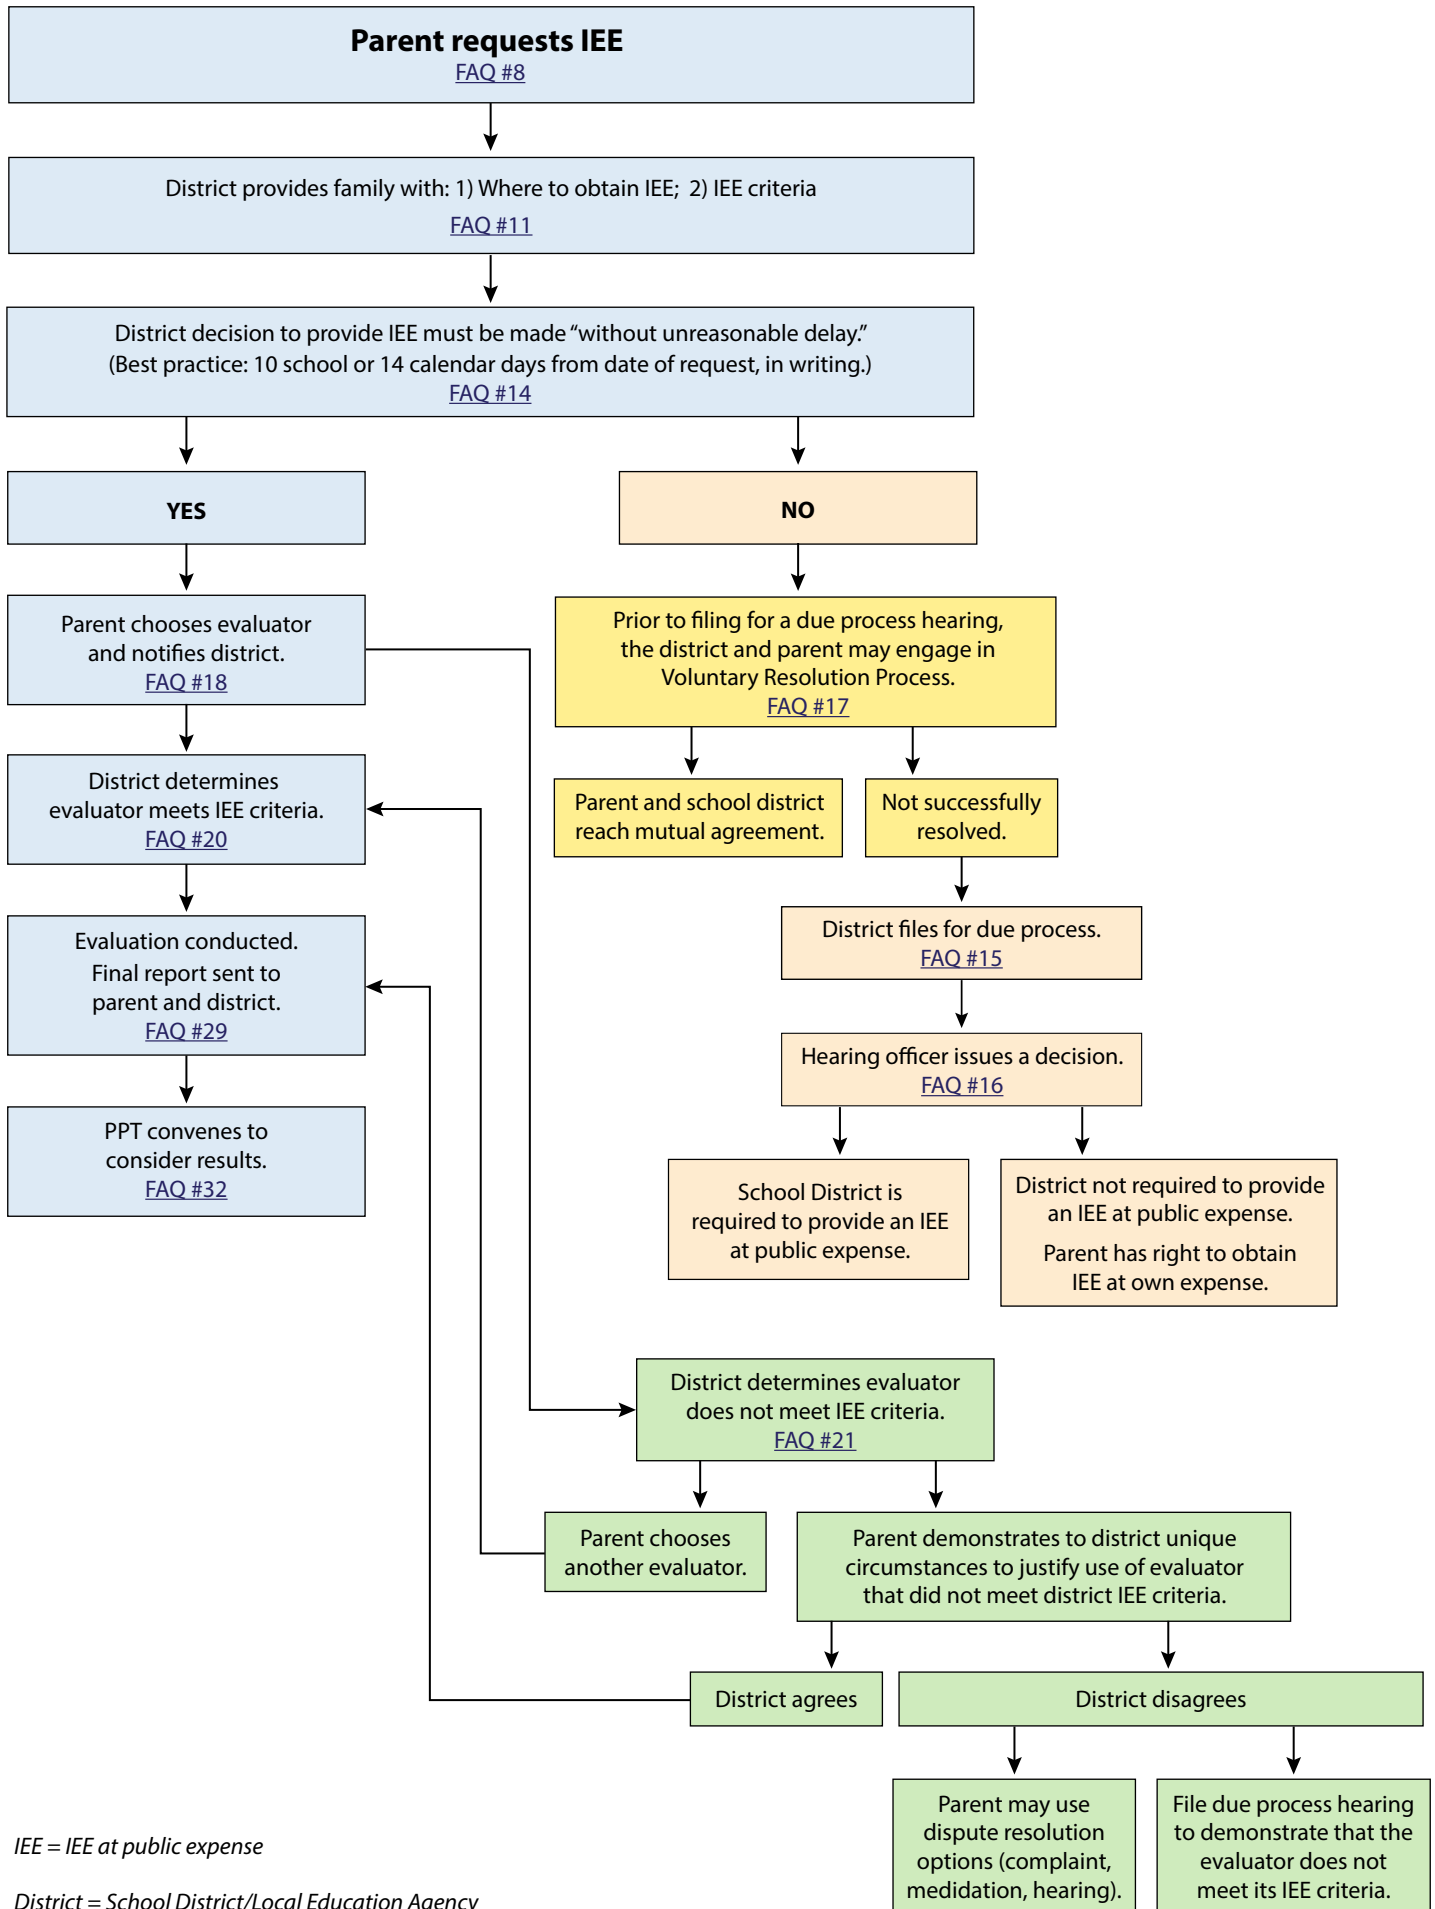 Parent requests IEE
FAQ #8
District provides family with: 1) Where to obtain IEE;  2) IEE criteria
FAQ #11
District decision to provide IEE must be made “without unreasonable delay.”
(Best practice: 10 school or 14 calendar days from date of request, in writing.)
FAQ #14
YES
NO
Parent chooses evaluator
and notifies district.
FAQ #18
Prior to filing for a due process hearing,
the district and parent may engage in
Voluntary Resolution Process.
FAQ #17
District determines
evaluator meets IEE criteria.
FAQ #20
Parent and school district
reach mutual agreement.
Not successfully
resolved.
Evaluation conducted.
Final report sent to
parent and district.
FAQ #29
District files for due process.
FAQ #15
Hearing officer issues a decision.
FAQ #16
PPT convenes to
consider results.
FAQ #32
School District is
required to provide an IEE
at public expense.
District not required to provide
an IEE at public expense.
Parent has right to obtain
IEE at own expense.
District determines evaluator
does not meet IEE criteria.
FAQ #21
Parent chooses
another evaluator.
Parent demonstrates to district unique
circumstances to justify use of evaluator
that did not meet district IEE criteria.
District agrees
District disagrees
Parent may use
dispute resolution
options (complaint,
medidation, hearing).
File due process hearing
to demonstrate that the
evaluator does not
meet its IEE criteria.
IEE = IEE at public expense
District = School District/Local Education Agency